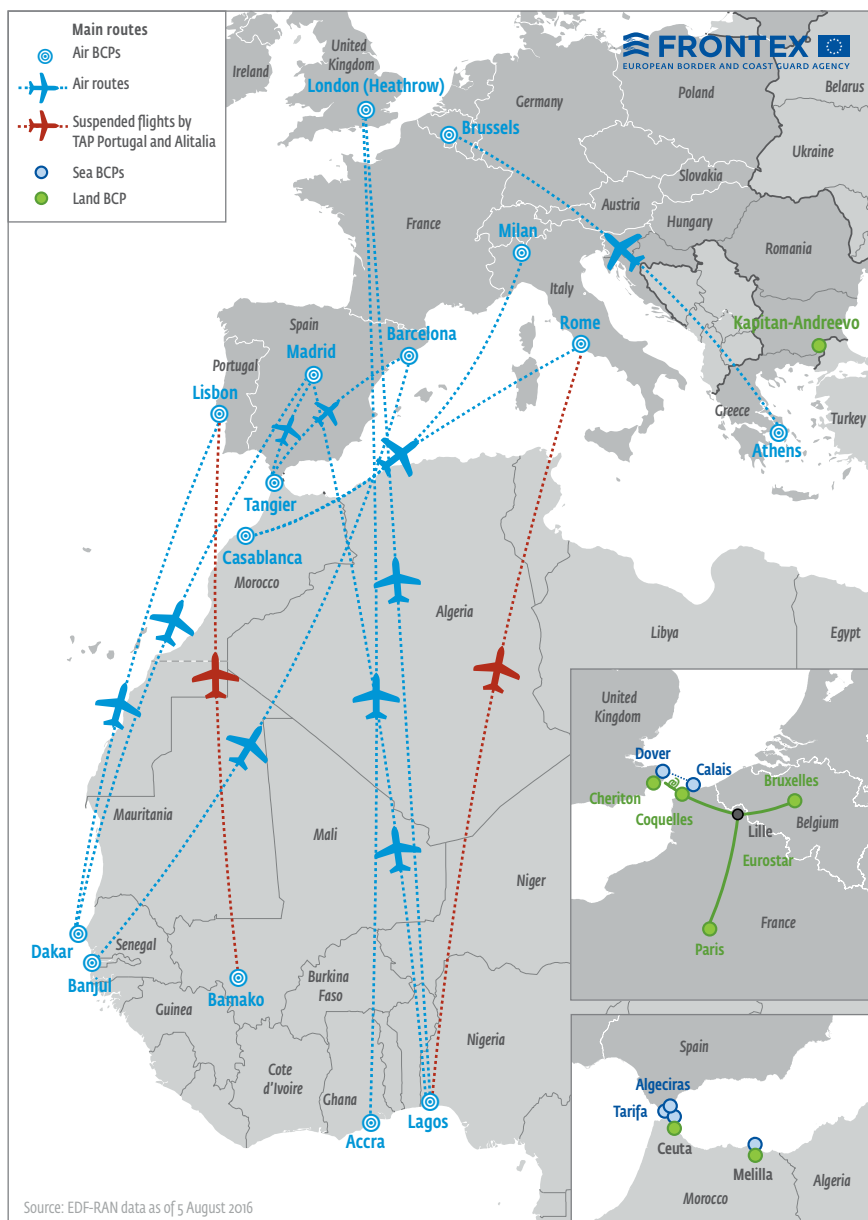 Main routes
Air BCPs
Air routes
Suspended flights by
TAP Portugal and Alitalia
Sea BCPs
Land BCP
FRONTEX
EUROPEAN BORDER AND COAST GUARD AGENCY
United
Kingdom
Ireland
London (Heathrow)
Germany
Poland
Belarus
Brussels
Ukraine
Slovakia
Austria
France
Hungary
Milan
Romania
Italy
Spain
Rome
Kapitan-Andreevo
Barcelona
Madrid
Portugal
Lisbon
Greece
Turkey
Athens
Tangier
Casablanca
Morocco
Algeria
Libya
Egypt
Mauritania
Mali
Niger
Dakar
Senegal
Banjul
Bamako
Burkina
Faso
Guinea
Nigeria
Cote
d'Ivoire
Ghana
Lagos
Accra
United
Kingdom
Dover
Calais
Cheriton
Bruxelles
Coquelles
Lille
Belgium
Eurostar
France
Paris
Spain
Algeciras
Tarifa
Ceuta
Melilla
Algeria
Morocco
Source: EDF-RAN data as of 5 August 2016